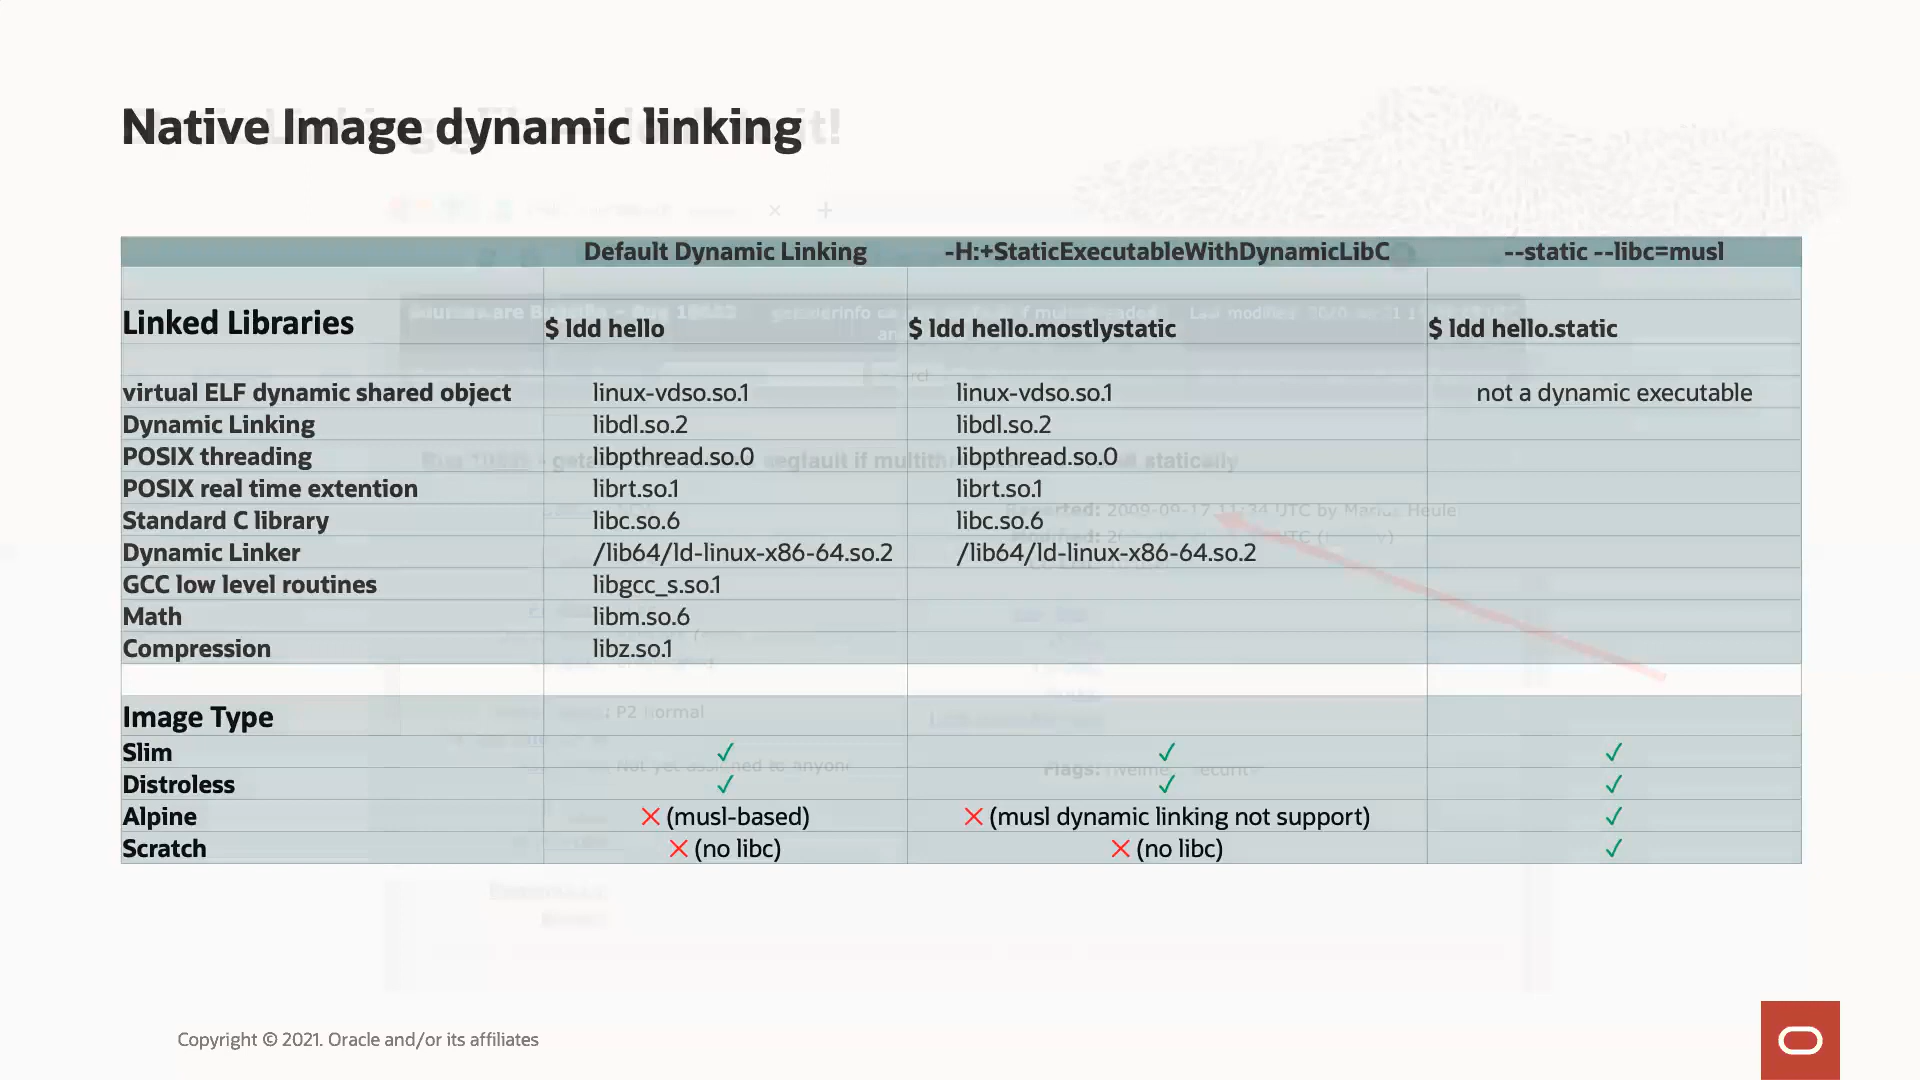 Native Image dynamic linking
Default Dynamic Linking -H:+StaticExecutableWithDynamicLibC --static --libc=musl
Linked Libraries $ ldd hello $ ldd hello.mostlystatic $ ldd hello.static
virtual ELF dynamic shared object linux-vdso.so.1 linux-vdso.so.1 not a dynamic executable
Dynamic Linking libdl.so.2 libdl.so.2
POSIX threading libpthread.so.0 libpthread.so.0
POSIX real time extention librt.so.1 librt.so.1
Standard C library libc.so.6 libc.so.6
Dynamic Linker /lib64/ld-linux-x86-64.so.2 /lib64/ld-linux-x86-64.so.2
GCC low level routines libgcc_s.so.1
Math libm.so.6
Compression libz.so.1
Image Type
Slim ✓ ✓ ✓
Distroless ✓ ✓ ✓
Alpine ✕ (musl-based) ✕ (musl dynamic linking not support) ✓
Scratch ✕ (no libc) ✕ (no libc) ✓
Copyright © 2021. Oracle and/or its affiliates